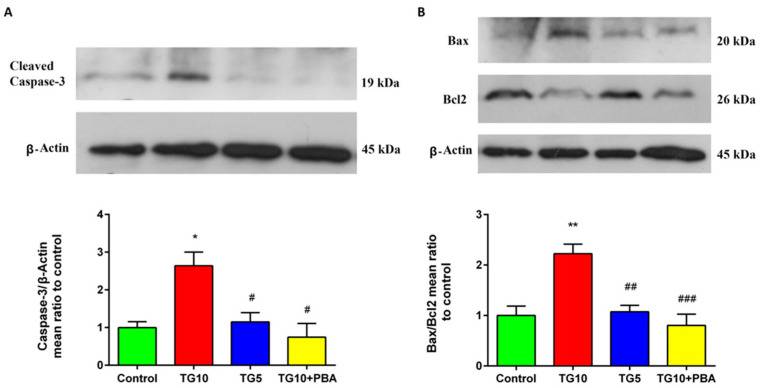 A
Cleaved
Caspase-3
19 kDa
β-Actin
45 kDa
Caspase-3/β-Actin
mean ratio to control
4
3
2
1
0
*
#
#
Control
TG10
TG5
TG10+PBA
B
Bax
20 kDa
Bcl2
26 kDa
β-Actin
45 kDa
Bax/Bcl2 mean ratio
to control
3
2
1
0
**
##
###
Control
TG10
TG5
TG10+PBA